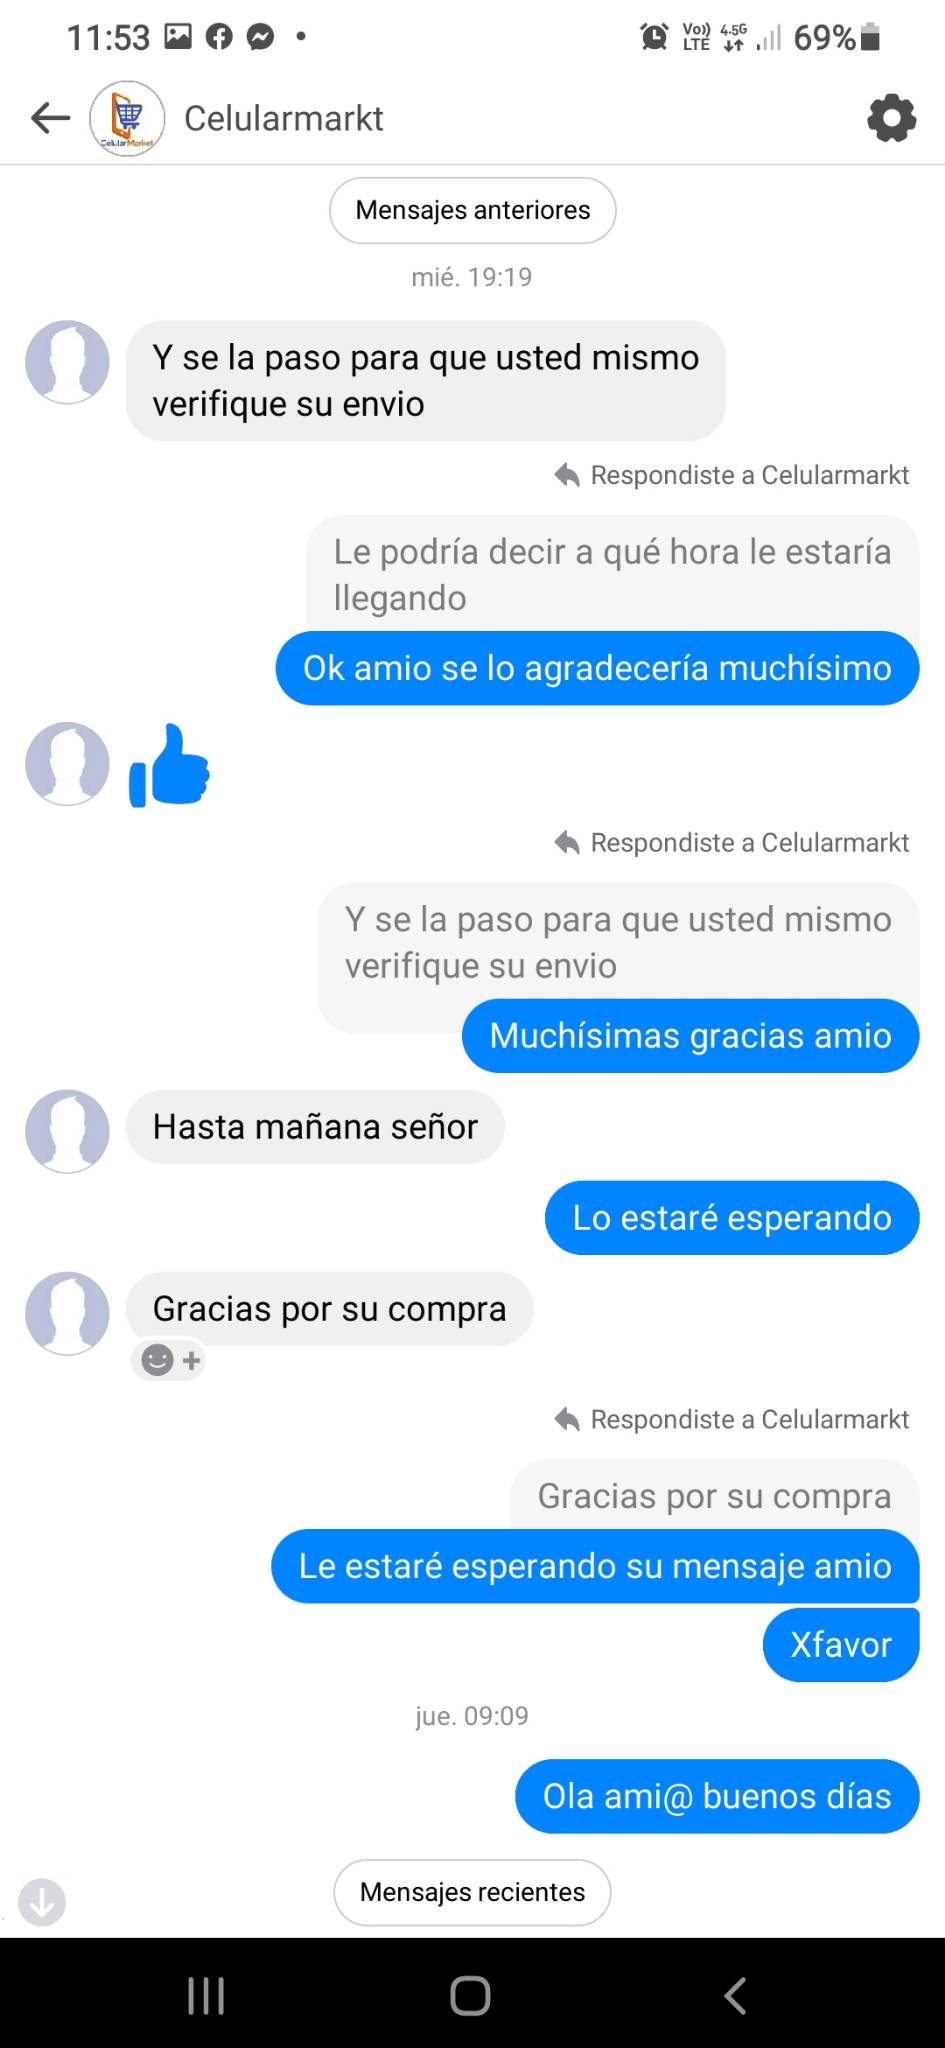 11:53
Vo)) 4.5G
LTE
69%
Celularmarkt
CelularMarket
Mensajes anteriores
mié. 19:19
Y se la paso para que usted mismo
verifique su envio
Respondiste a Celularmarkt
Le podría decir a qué hora le estaría
llegando
Ok amio se lo agradecería muchísimo
Respondiste a Celularmarkt
Y se la paso para que usted mismo
verifique su envio
Muchísimas gracias amio
Hasta mañana señor
Lo estaré esperando
Gracias por su compra
Respondiste a Celularmarkt
Gracias por su compra
Le estaré esperando su mensaje amio
Xfavor
jue. 09:09
Ola ami@ buenos días
Mensajes recientes